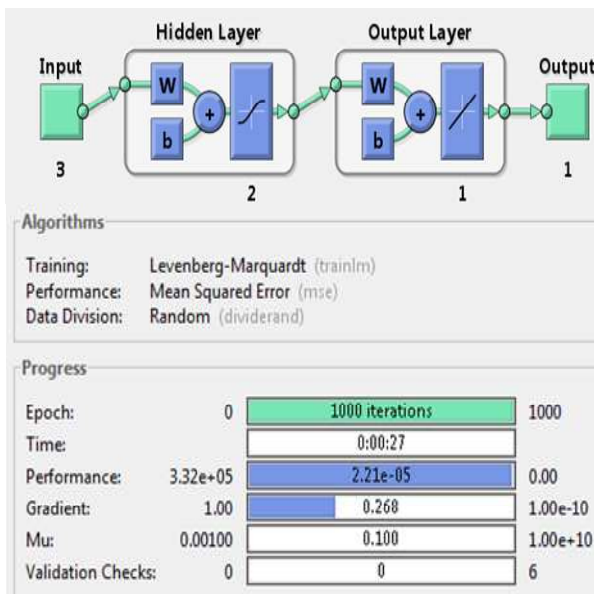 Hidden Layer
Output Layer
Input
Output
W
b
+
W
b
+
3
2
1
1
Algorithms
Training: Levenberg-Marquardt (trainlm)
Performance: Mean Squared Error (mse)
Data Division: Random (dividerand)
Progress
Epoch: 0 1000 iterations 1000
Time: 0:00:27
Performance: 3.32e+05 2.21e-05 0.00
Gradient: 1.00 0.268 1.00e-10
Mu: 0.00100 0.100 1.00e+10
Validation Checks: 0 0 6